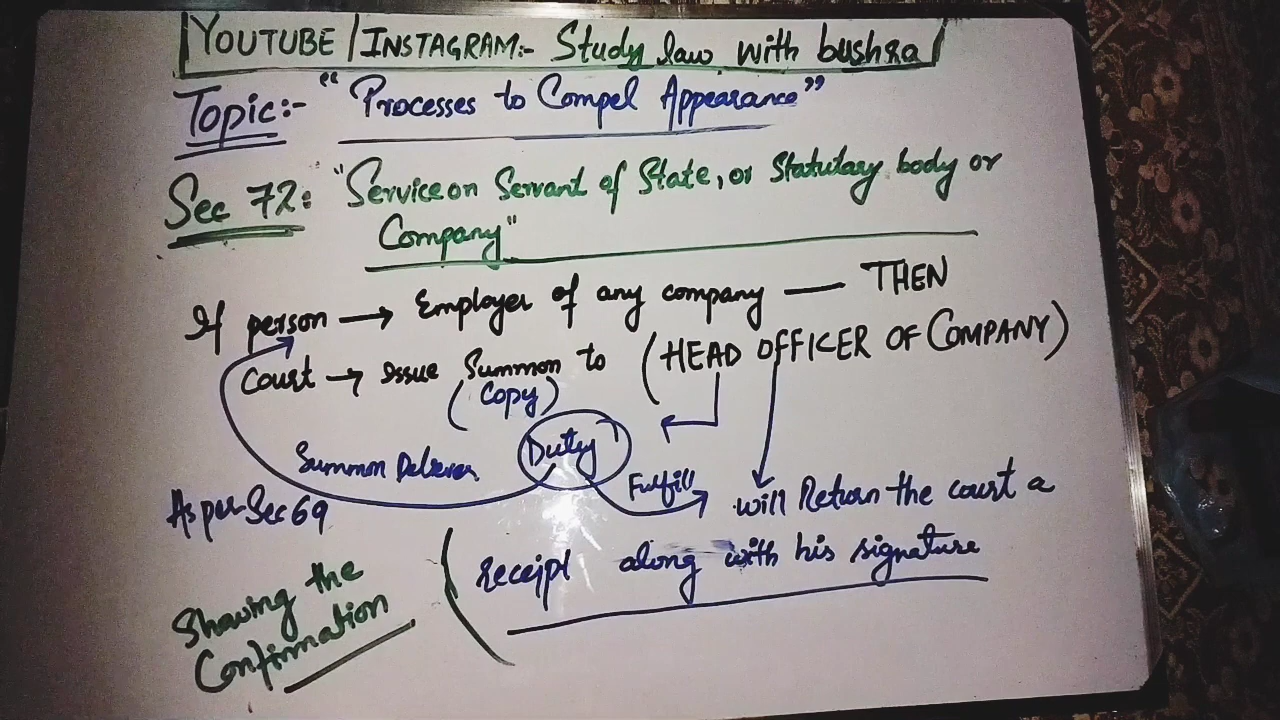 YOUTUBE/INSTAGRAM:- Study law with bushra
Topic:- "Processes to Compel Appearance"
Sec 72: "Service on Servant of State, or Statutary body or
Company"
If person → Employer of any company — THEN
Court → Issue Summon to (HEAD OFFICER OF COMPANY)
(Copy)
Duty
Summon Deliver
Fulfill
As per Sec 69
will Return the court a
receipt along with his signature
Showing the
Confirmation